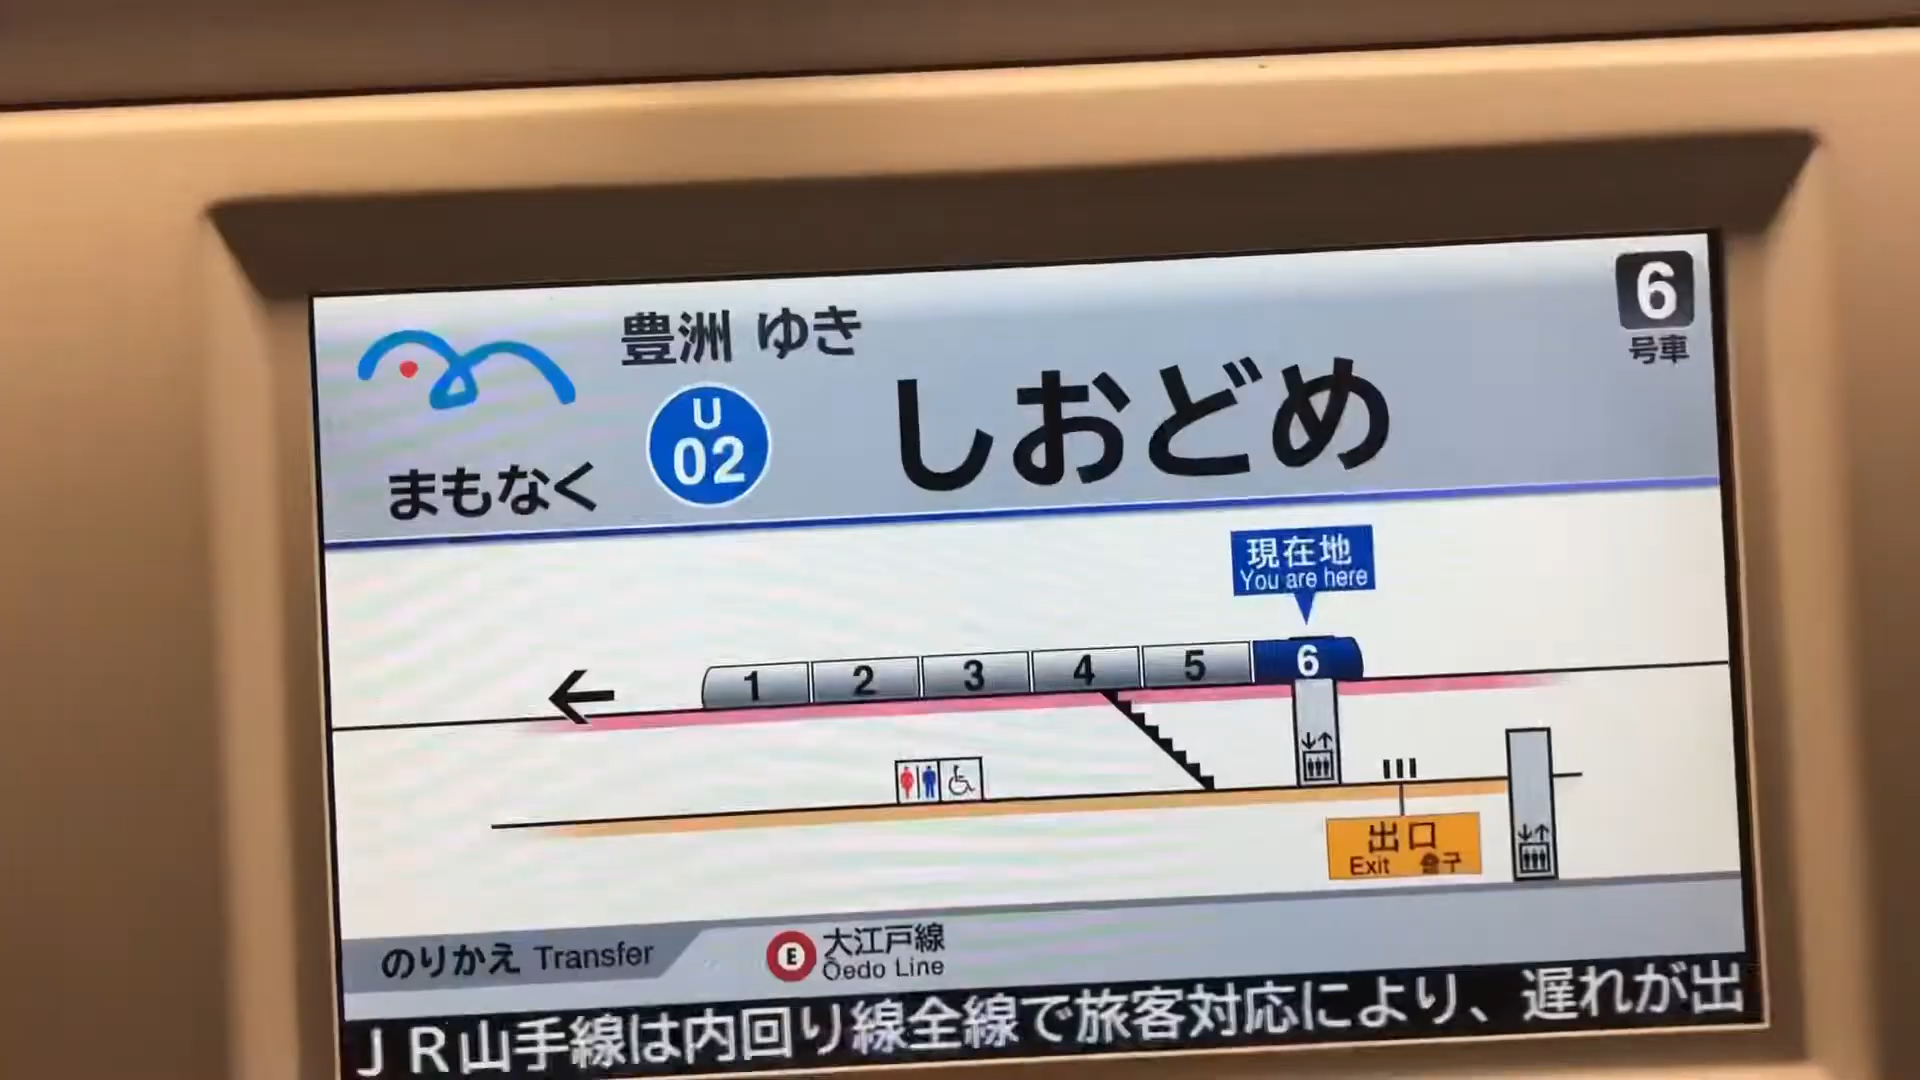 豊洲 ゆき
6
号車
まもなく
U
02
しおどめ
現在地
You are here
1 2 3 4 5 6
出口
Exit
のりかえ Transfer
E
大江戸線
Ōedo Line
JR山手線は内回り線全線で旅客対応により、遅れが出